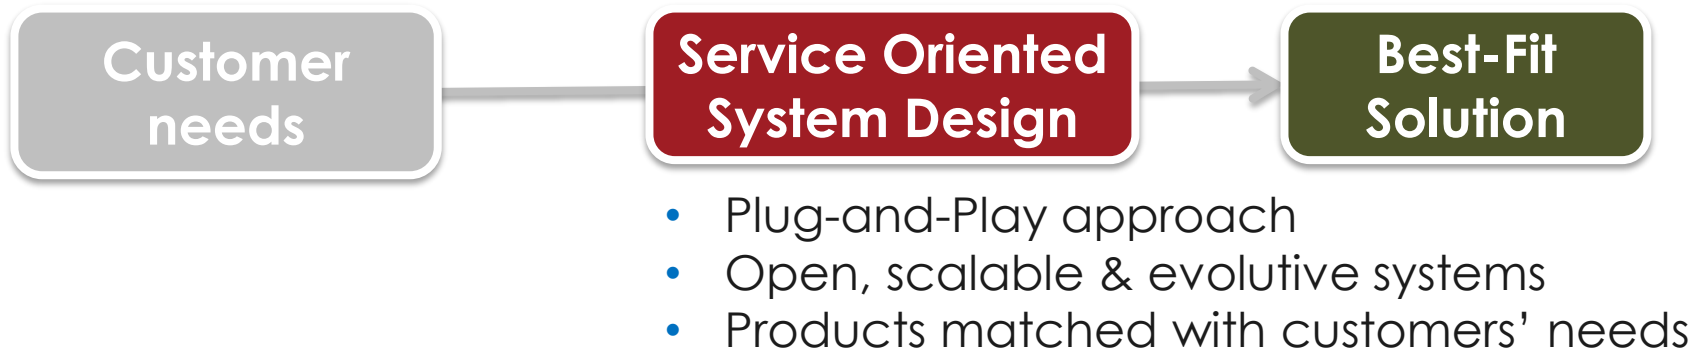 Customer
needs
Service Oriented
System Design
Best-Fit
Solution
• Plug-and-Play approach
• Open, scalable & evolutive systems
• Products matched with customers’ needs